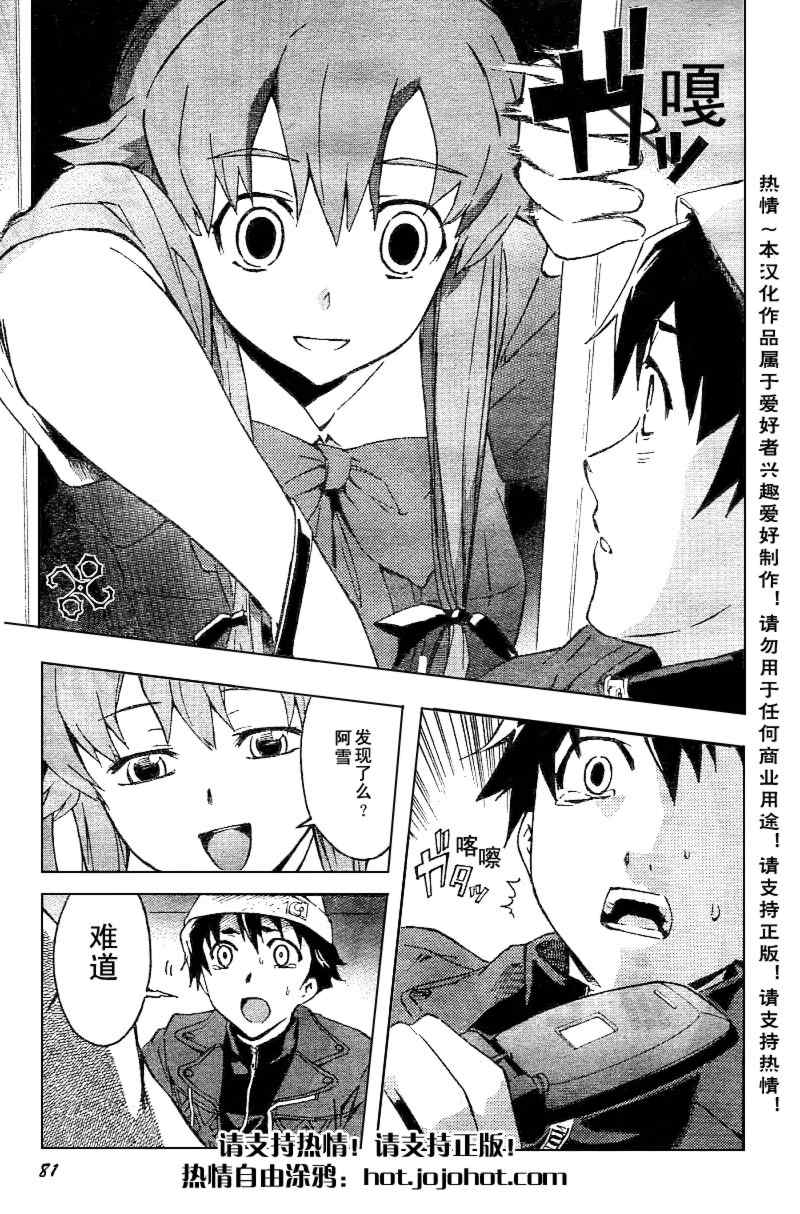 嘎
ガッ
热情~本汉化作品属于爱好者兴趣爱好制作！请勿用于任何商业用途！请支持正版！请支持热情！
发现了么？
阿雪
喀嚓
ガタッ
难道
请支持热情！请支持正版！
热情自由涂鸦：hot.jojohot.com
81